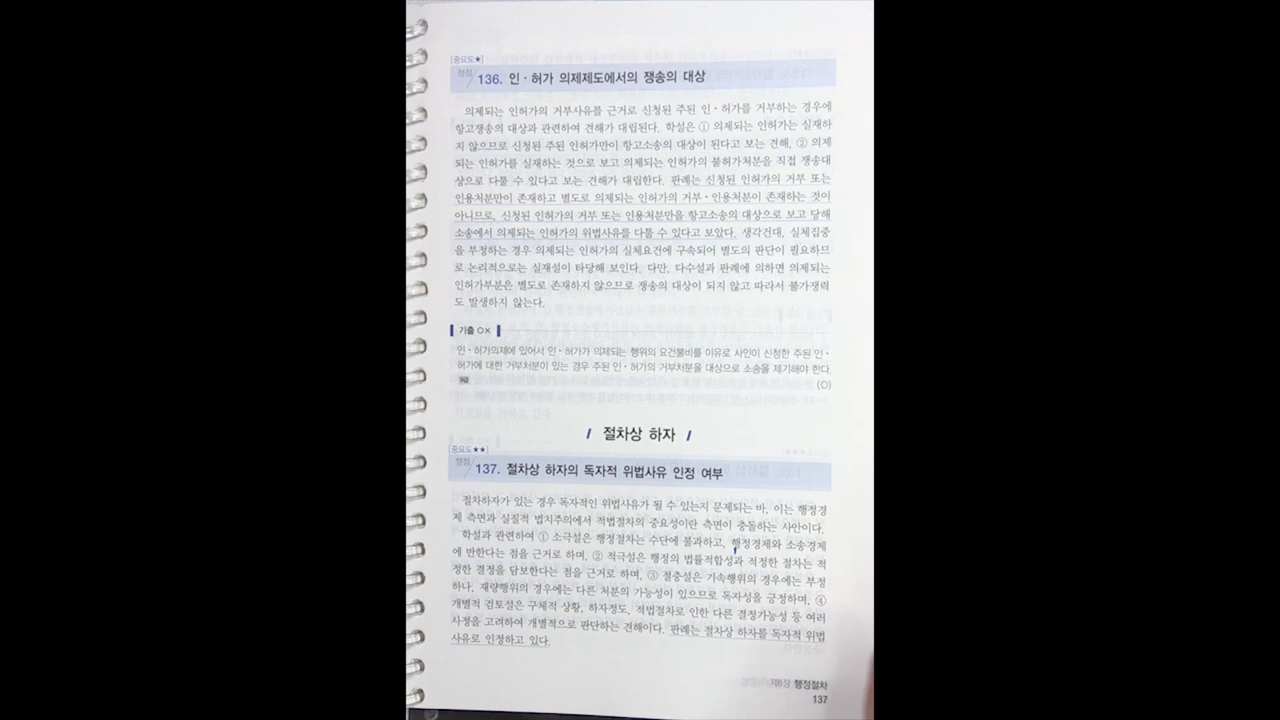 [중요도★]
쟁점 136. 인·허가 의제제도에서의 쟁송의 대상
의제되는 인허가의 거부사유를 근거로 신청된 주된 인·허가를 거부하는 경우에
항고쟁송의 대상과 관련하여 견해가 대립된다. 학설은 ① 의제되는 인허가는 실재하
지 않으므로 신청된 주된 인허가만이 항고소송의 대상이 된다고 보는 견해, ② 의제
되는 인허가를 실재하는 것으로 보고 의제되는 인허가의 불허가처분을 직접 쟁송대
상으로 다툴 수 있다고 보는 견해가 대립한다. 판례는 신청된 인허가의 거부 또는
인용처분만이 존재하고 별도로 의제되는 인허가의 거부·인용처분이 존재하는 것이
아니므로, 신청된 인허가의 거부 또는 인용처분만을 항고소송의 대상으로 보고 당해
소송에서 의제되는 인허가의 위법사유를 다툴 수 있다고 보았다. 생각건대, 실체집중
을 부정하는 경우 의제되는 인허가의 실체요건에 구속되어 별도의 판단이 필요하므
로 논리적으로는 실재설이 타당해 보인다. 다만, 다수설과 판례에 의하면 의제되는
인허가부분은 별도로 존재하지 않으므로 쟁송의 대상이 되지 않고 따라서 불가쟁력
도 발생하지 않는다.
기출 ○×
인·허가의제에 있어서 인·허가가 의제되는 행위의 요건불비를 이유로 사인이 신청한 주된 인·
허가에 대한 거부처분이 있는 경우 주된 인·허가의 거부처분을 대상으로 소송을 제기해야 한다.
(○)
/ 절차상 하자 /
[중요도★★]
쟁점 137. 절차상 하자의 독자적 위법사유 인정 여부
절차하자가 있는 경우 독자적인 위법사유가 될 수 있는지 문제되는 바, 이는 행정경
제 측면과 실질적 법치주의에서 적법절차의 중요성이란 측면이 충돌하는 사안이다.
학설과 관련하여 ① 소극설은 행정절차는 수단에 불과하고, 행정경제와 소송경제
에 반한다는 점을 근거로 하며, ② 적극설은 행정의 법률적합성과 적정한 절차는 적
정한 결정을 담보한다는 점을 근거로 하며, ③ 절충설은 기속행위의 경우에는 부정
하나, 재량행위의 경우에는 다른 처분의 가능성이 있으므로 독자성을 긍정하며, ④
개별적 검토설은 구체적 상황, 하자정도, 적법절차로 인한 다른 결정가능성 등 여러
사정을 고려하여 개별적으로 판단하는 견해이다. 판례는 절차상 하자를 독자적 위법
사유로 인정하고 있다.
행정절차
137